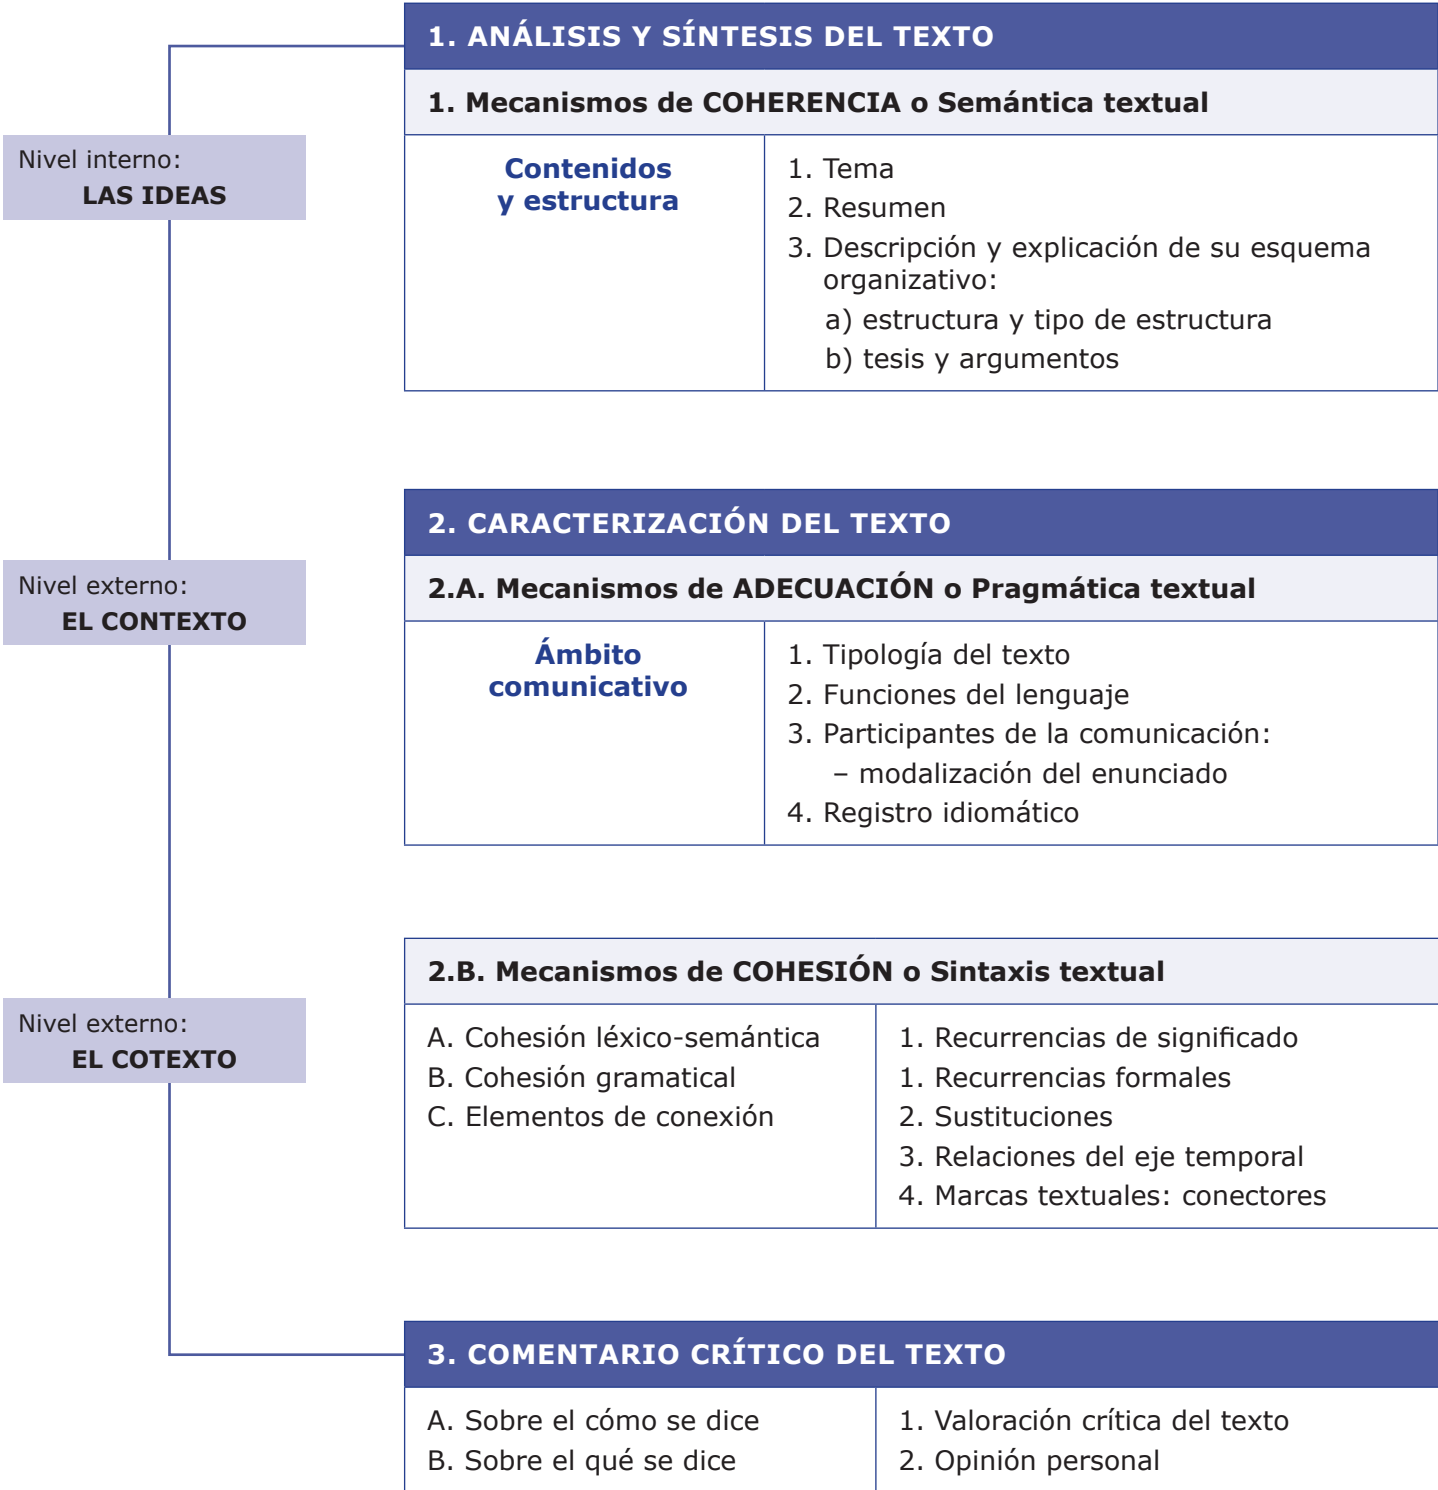 1. ANÁLISIS Y SÍNTESIS DEL TEXTO
1. Mecanismos de COHERENCIA o Semántica textual
Nivel interno:
LAS IDEAS
Contenidos
y estructura
1. Tema
2. Resumen
3. Descripción y explicación de su esquema
organizativo:
a) estructura y tipo de estructura
b) tesis y argumentos
2. CARACTERIZACIÓN DEL TEXTO
2.A. Mecanismos de ADECUACIÓN o Pragmática textual
Nivel externo:
EL CONTEXTO
Ámbito
comunicativo
1. Tipología del texto
2. Funciones del lenguaje
3. Participantes de la comunicación:
– modalización del enunciado
4. Registro idiomático
2.B. Mecanismos de COHESIÓN o Sintaxis textual
Nivel externo:
EL COTEXTO
A. Cohesión léxico-semántica
B. Cohesión gramatical
C. Elementos de conexión
1. Recurrencias de significado
1. Recurrencias formales
2. Sustituciones
3. Relaciones del eje temporal
4. Marcas textuales: conectores
3. COMENTARIO CRÍTICO DEL TEXTO
A. Sobre el cómo se dice
B. Sobre el qué se dice
1. Valoración crítica del texto
2. Opinión personal